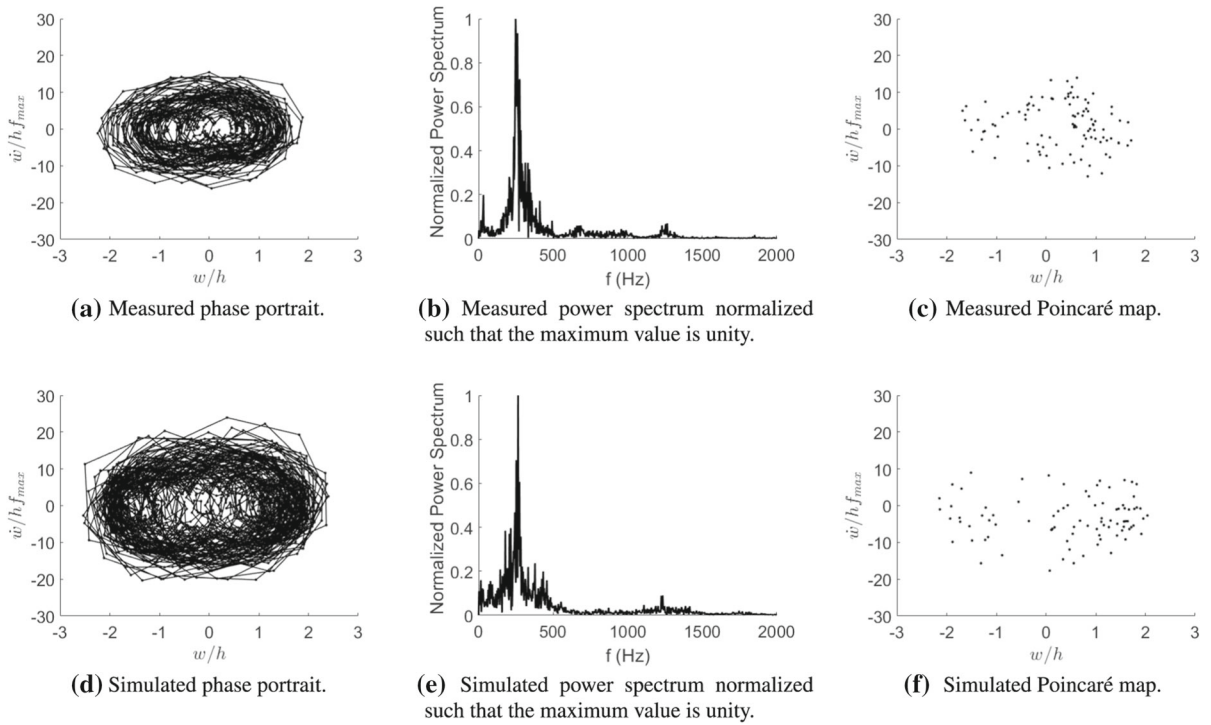 30
20
10
0
-10
-20
-30
ẇ/hf_max
-3 -2 -1 0 1 2 3
w/h
(a) Measured phase portrait.
1
0.8
0.6
0.4
0.2
0
Normalized Power Spectrum
0 500 1000 1500 2000
f (Hz)
(b) Measured power spectrum normalized
such that the maximum value is unity.
30
20
10
0
-10
-20
-30
ẇ/hf_max
-3 -2 -1 0 1 2 3
w/h
(c) Measured Poincaré map.
30
20
10
0
-10
-20
-30
ẇ/hf_max
-3 -2 -1 0 1 2 3
w/h
(d) Simulated phase portrait.
1
0.8
0.6
0.4
0.2
0
Normalized Power Spectrum
0 500 1000 1500 2000
f (Hz)
(e) Simulated power spectrum normalized
such that the maximum value is unity.
30
20
10
0
-10
-20
-30
ẇ/hf_max
-3 -2 -1 0 1 2 3
w/h
(f) Simulated Poincaré map.